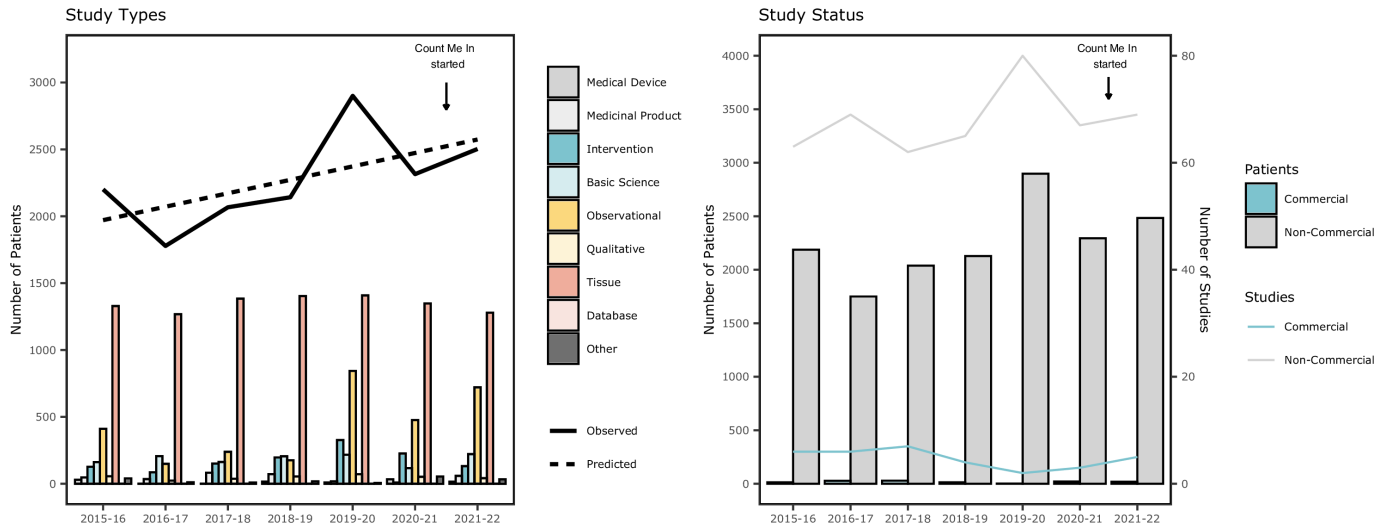 Study Types
Number of Patients
3000
2500
2000
1500
1000
500
0
Count Me In
started
2015-16
2016-17
2017-18
2018-19
2019-20
2020-21
2021-22
Medical Device
Medicinal Product
Intervention
Basic Science
Observational
Qualitative
Tissue
Database
Other
Observed
Predicted
Study Status
Number of Patients
4000
3500
3000
2500
2000
1500
1000
500
0
Count Me In
started
2015-16
2016-17
2017-18
2018-19
2019-20
2020-21
2021-22
80
60
40
20
0
Number of Studies
Patients
Commercial
Non-Commercial
Studies
Commercial
Non-Commercial